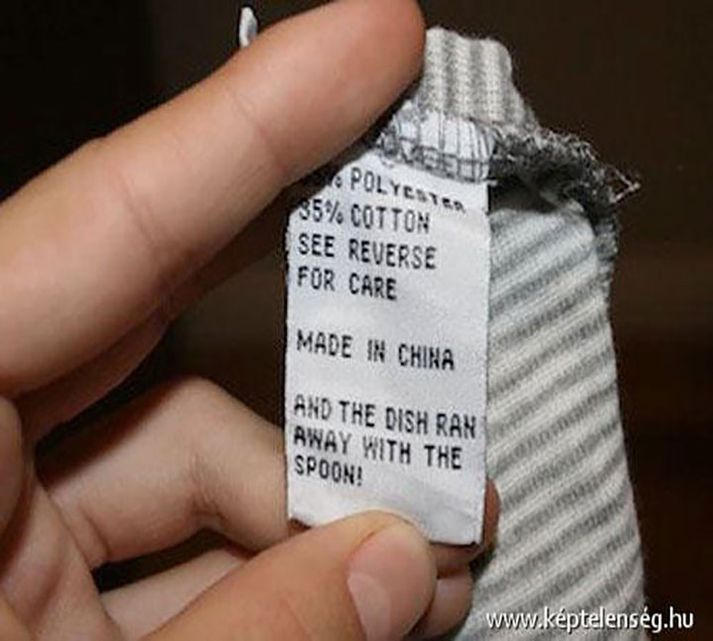 % POLYESTER
35% COTTON
SEE REVERSE
FOR CARE
MADE IN CHINA
AND THE DISH RAN
AWAY WITH THE
SPOON!
www.képtelenség.hu